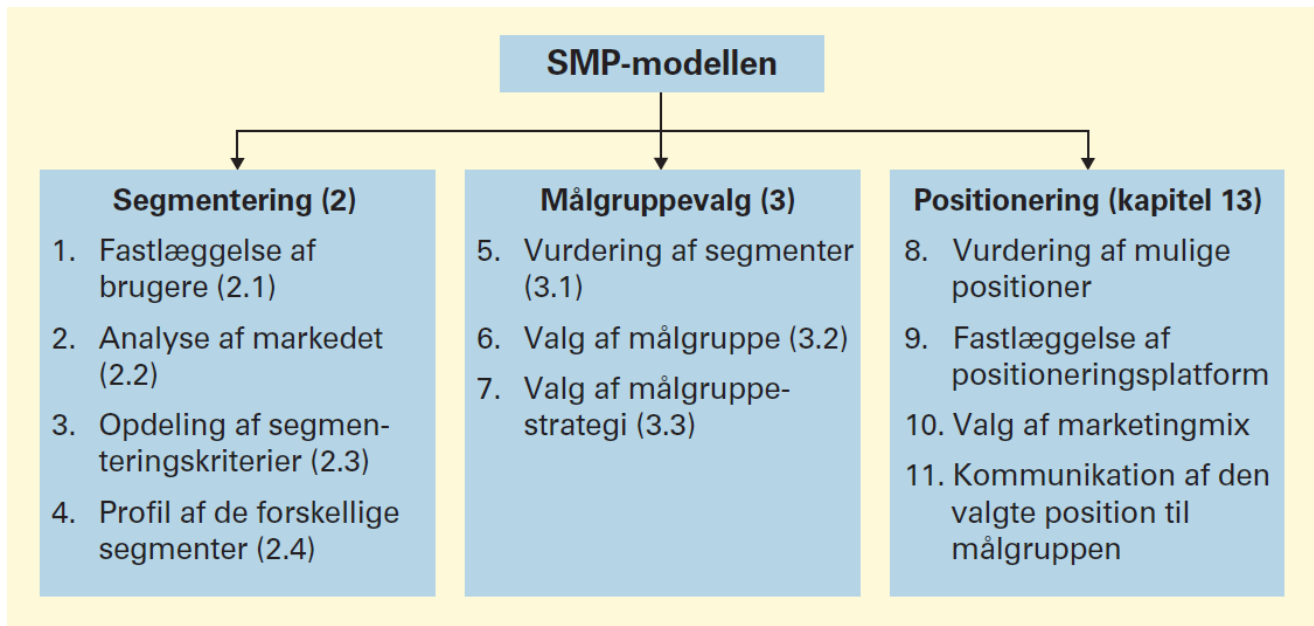 SMP-modellen
Segmentering (2)
1. Fastlæggelse af
brugere (2.1)
2. Analyse af markedet
(2.2)
3. Opdeling af segmen-
teringskriterier (2.3)
4. Profil af de forskellige
segmenter (2.4)
Målgruppevalg (3)
5. Vurdering af segmenter
(3.1)
6. Valg af målgruppe (3.2)
7. Valg af målgruppe-
strategi (3.3)
Positionering (kapitel 13)
8. Vurdering af mulige
positioner
9. Fastlæggelse af
positioneringsplatform
10. Valg af marketingmix
11. Kommunikation af den
valgte position til
målgruppen